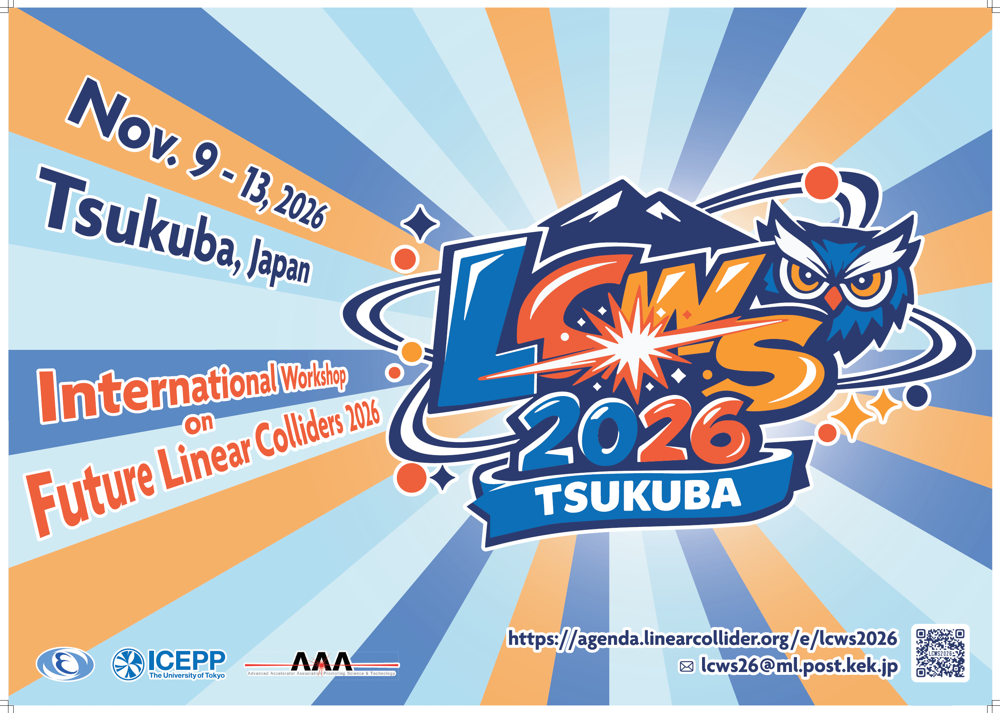 Nov. 9 - 13, 2026
Tsukuba, Japan
International Workshop
on
Future Linear Colliders 2026
LCWS
2026
TSUKUBA
https://agenda.linearcollider.org/e/lcws2026
lcws26@ml.post.kek.jp
LCWS2026
ICEPP
The University of Tokyo
AAA
Advanced Accelerator Association Promoting Science & Technology